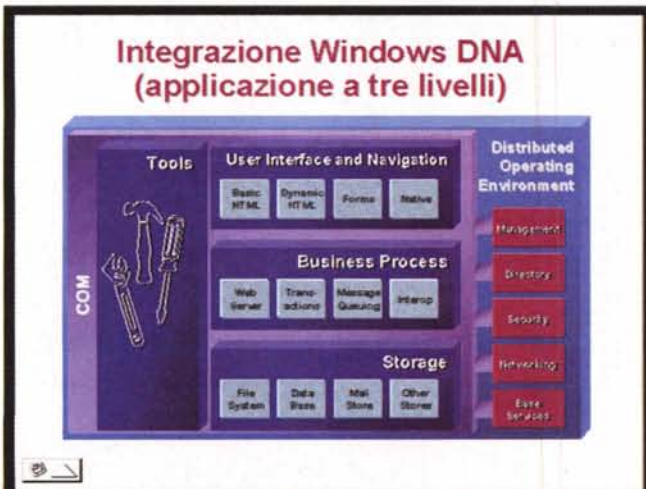 Integrazione Windows DNA
(applicazione a tre livelli)
COM
Tools
User Interface and Navigation
Basic
HTML
Dynamic
HTML
Forms
Native
Business Process
Web
Server
Trans-
actions
Message
Queuing
Interop
Storage
File
System
Data
Base
Mail
Store
Other
Stores
Distributed
Operating
Environment
Management
Directory
Security
Networking
Base
Services